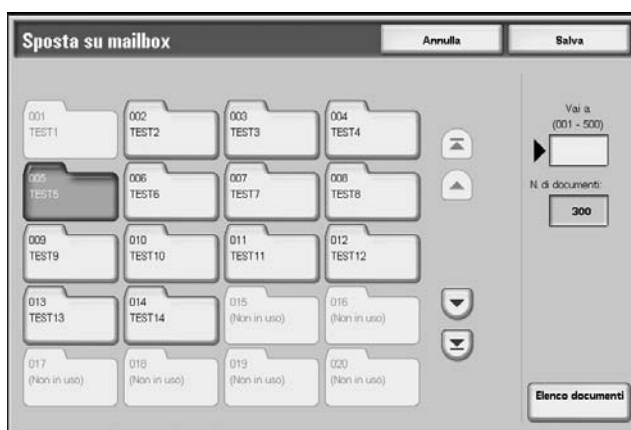 Sposta su mailbox
Annulla
Salva
001
TEST1
002
TEST2
003
TEST3
004
TEST4
005
TEST5
006
TEST6
007
TEST7
008
TEST8
009
TEST9
010
TEST10
011
TEST11
012
TEST12
013
TEST13
014
TEST14
015
(Non in uso)
016
(Non in uso)
017
(Non in uso)
018
(Non in uso)
019
(Non in uso)
020
(Non in uso)
Vai a
(001 - 500)
N. di documenti:
300
Elenco documenti